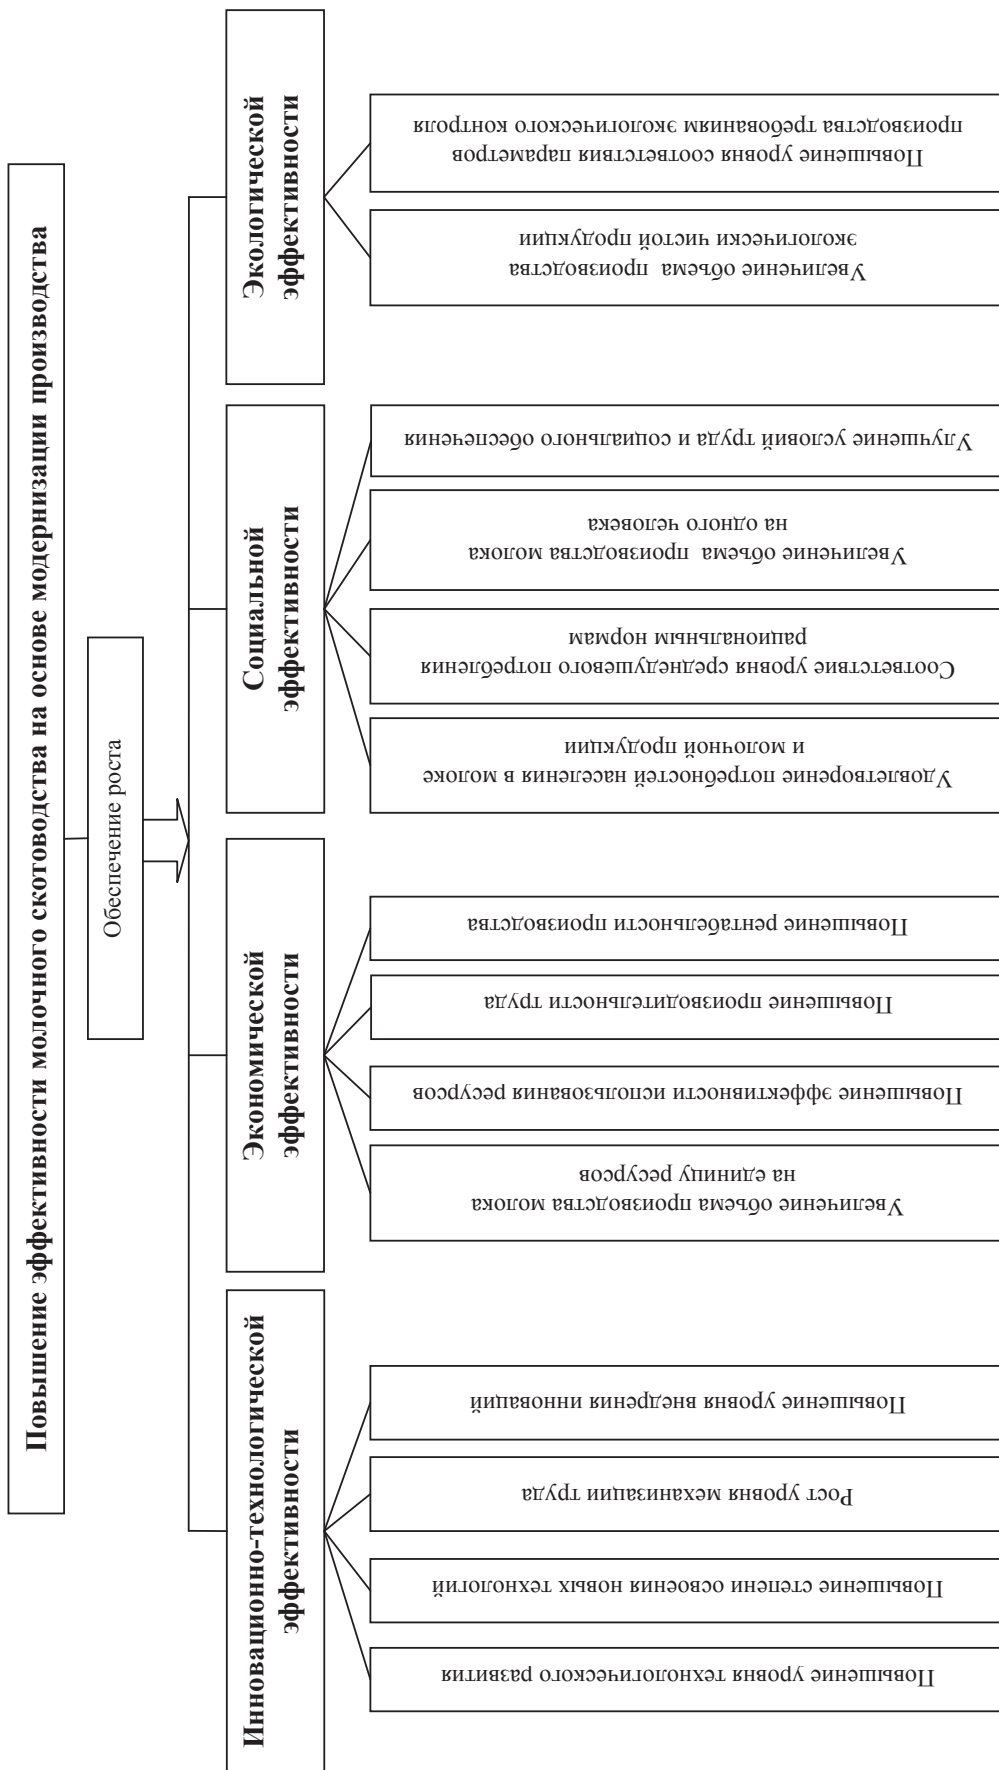 Повышение эффективности молочного скотоводства на основе модернизации производства
Обеспечение роста
Инновационно-технологической
эффективности
Повышение уровня технологического развития
Повышение степени освоения новых технологий
Рост уровня механизации труда
Повышение уровня внедрения инноваций
Экономической
эффективности
Увеличение объема производства молока
на единицу ресурсов
Повышение эффективности использования ресурсов
Повышение производительности труда
Повышение рентабельности производства
Социальной
эффективности
Удовлетворение потребностей населения в молоке
и молочной продукции
Соответствие уровня среднедушевого потребления
рациональным нормам
Увеличение объема производства молока
на одного человека
Улучшение условий труда и социального обеспечения
Экологической
эффективности
Увеличение объема производства
экологически чистой продукции
Повышение уровня соответствия параметров
производства требованиям экологического контроля